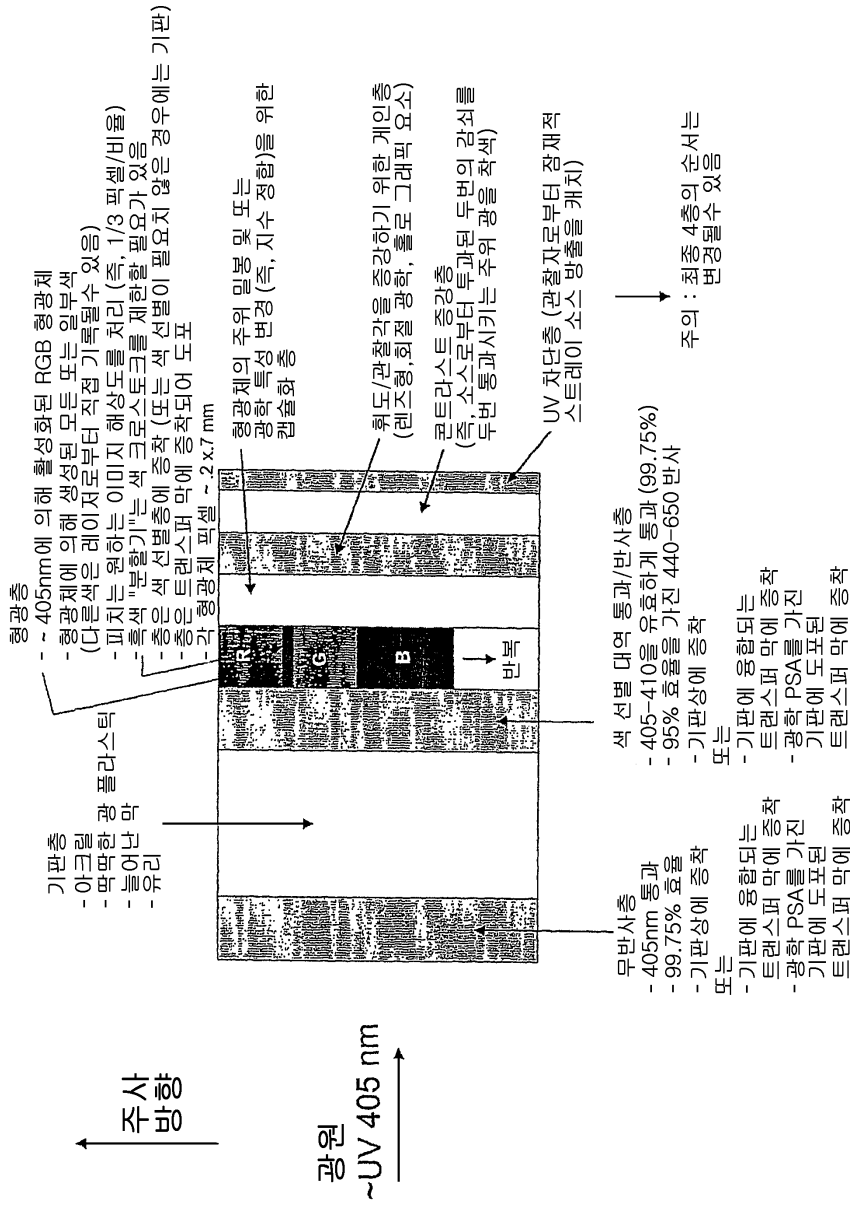 형광층
- ~ 405nm에 의해 활성화된 RGB 형광체
- 형광체에 의해 생성된 모든 또는 일부색
(다른색은 레이저로부터 직접 기록될수 있음)
- 피치는 원하는 이미지 해상도를 처리 (즉, 1/3 픽셀/비율)
- 흑색 "분할기"는 색 크로스토크를 제한할 필요가 있음
- 층은 색 선별층에 증착 (또는 색 선별이 필요치 않은 경우에는 기판)
- 층은 트랜스퍼 막에 증착되어 도포
- 각 형광체 픽셀 ~ .2 x.7 mm
기판층
- 아크릴
- 딱딱한 광 플라스틱
- 늘어난 막
- 유리
형광체의 주위 밀봉 및 또는
광학 특성 변경 (즉, 지수 정합)을 위한
캡슐화 층
휘도/관찰각을 증강하기 위한 게인층
(렌즈형,회절 광학, 홀로 그래픽 요소)
콘트라스트 증강층
(즉, 소스로부터 투과된 두번의 감쇠를
두번 통과시키는 주위 광을 착색)
UV 차단층 (관찰자로부터 잠재적
스트레이 소스 방출을 캐치)
주의 : 최종 4층의 순서는
변경될수 있음
R
G
B
반복
주사
방향
광원
~UV 405 nm
무반사층
- 405nm 통과
- 99.75% 효율
- 기판상에 증착
또는
- 기판에 융합되는
트랜스퍼 막에 증착
- 광학 PSA를 가진
기판에 도포된
트랜스퍼 막에 증착
색 선별 대역 통과/반사층
- 405-410을 유효하게 통과 (99.75%)
- 95% 효율을 가진 440-650 반사
- 기판상에 증착
또는
- 기판에 융합되는
트랜스퍼 막에 증착
- 광학 PSA를 가진
기판에 도포된
트랜스퍼 막에 증착